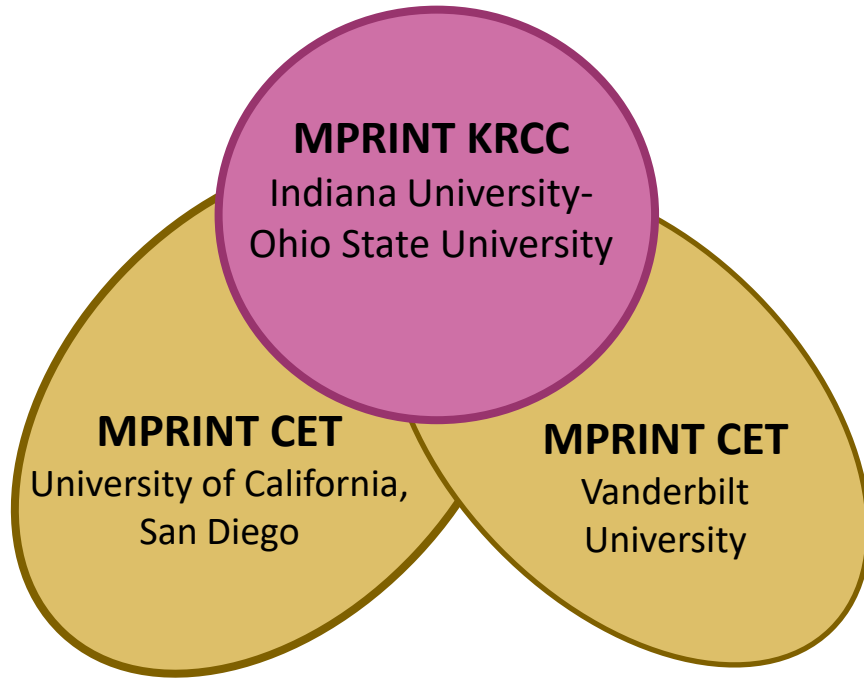 MPRINT KRCC
Indiana University-
Ohio State University
MPRINT CET
University of California,
San Diego
MPRINT CET
Vanderbilt
University